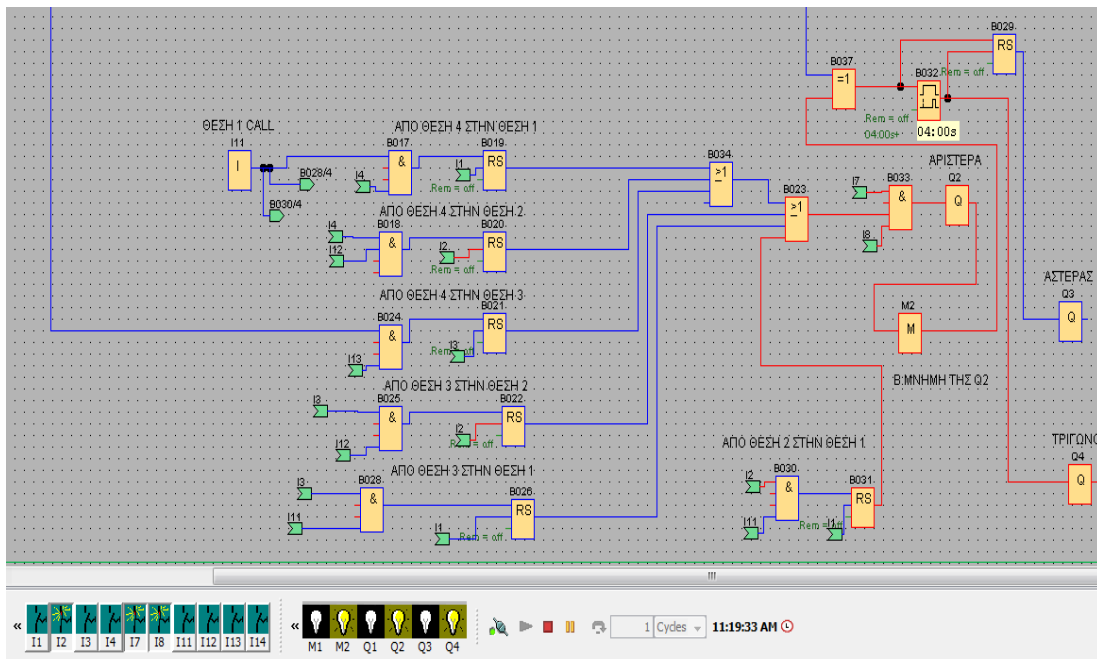 B029
RS
B037
=1
B032
Rem = off
Rem = off
04:00s+
04:00s
ΘΕΣΗ 1 CALL
I11
I
B028/4
B030/4
ΑΠΟ ΘΕΣΗ 4 ΣΤΗΝ ΘΕΣΗ 1
B017
&
I4
B019
RS
I1
Rem = off
B034
>1
ΑΡΙΣΤΕΡΑ
I7
B033
&
Q2
Q
I8
B023
>1
ΑΠΟ ΘΕΣΗ 4 ΣΤΗΝ ΘΕΣΗ 2
I4
B018
&
I12
B020
RS
I2
Rem = off
ΑΠΟ ΘΕΣΗ 4 ΣΤΗΝ ΘΕΣΗ 3
B024
&
I13
B021
RS
I3
Rem = off
ΑΣΤΕΡΑΣ
Q3
Q
M2
M
Β:ΜΝΗΜΗ ΤΗΣ Q2
ΑΠΟ ΘΕΣΗ 3 ΣΤΗΝ ΘΕΣΗ 2
I3
B025
&
I12
B022
RS
I2
Rem = off
ΑΠΟ ΘΕΣΗ 2 ΣΤΗΝ ΘΕΣΗ 1
I2
B030
&
I11
B031
RS
I1
Rem = off
ΤΡΙΓΩΝΟ
Q4
Q
ΑΠΟ ΘΕΣΗ 3 ΣΤΗΝ ΘΕΣΗ 1
I3
B028
&
I11
B026
RS
I1
Rem = off
« I1 I2 I3 I4 I7 I8 I11 I12 I13 I14 « M1 M2 Q1 Q2 Q3 Q4 1 Cycles 11:19:33 AM